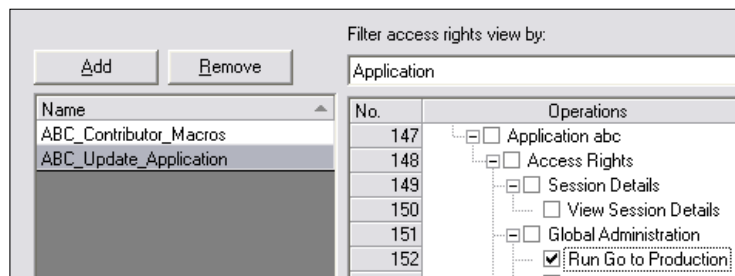 Filter access rights view by:
Add Remove
Application
Name
ABC_Contributor_Macros
ABC_Update_Application
No. Operations
147 Application abc
148 Access Rights
149 Session Details
150 View Session Details
151 Global Administration
152 Run Go to Production